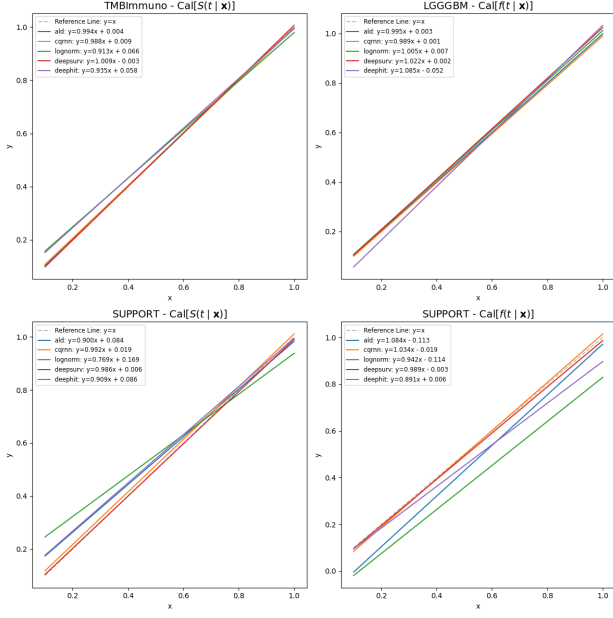 TMBImmuno - Cal[S(t | x)]
Reference Line: y=x
ald: y=0.994x + 0.004
cqrnn: y=0.988x + 0.009
lognorm: y=0.913x + 0.066
deepsurv: y=1.009x - 0.003
deephit: y=0.935x + 0.058
1.0
0.8
0.6
0.4
0.2
y
0.2
0.4
0.6
0.8
1.0
x
LGGGBM - Cal[f(t | x)]
Reference Line: y=x
ald: y=0.995x + 0.003
cqrnn: y=0.989x + 0.001
lognorm: y=1.005x + 0.007
deepsurv: y=1.022x + 0.002
deephit: y=1.085x - 0.052
1.0
0.8
0.6
0.4
0.2
y
0.2
0.4
0.6
0.8
1.0
x
SUPPORT - Cal[S(t | x)]
Reference Line: y=x
ald: y=0.900x + 0.084
cqrnn: y=0.992x + 0.019
lognorm: y=0.769x + 0.169
deepsurv: y=0.986x + 0.006
deephit: y=0.909x + 0.086
1.0
0.8
0.6
0.4
0.2
y
0.2
0.4
0.6
0.8
1.0
x
SUPPORT - Cal[f(t | x)]
Reference Line: y=x
ald: y=1.084x - 0.113
cqrnn: y=1.034x - 0.019
lognorm: y=0.942x - 0.114
deepsurv: y=0.989x - 0.003
deephit: y=0.891x + 0.006
1.0
0.8
0.6
0.4
0.2
0.0
y
0.2
0.4
0.6
0.8
1.0
x